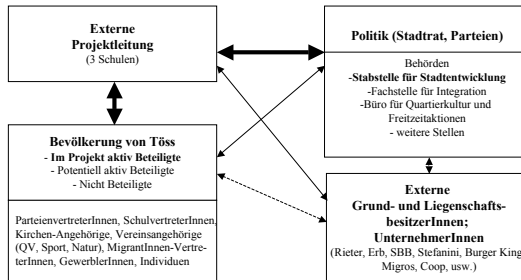 Externe
Projektleitung
(3 Schulen)
Politik (Stadtrat, Parteien)
Behörden
- Stabstelle für Stadtentwicklung
-Fachstelle für Integration
-Büro für Quartierkultur und
Freitzeitaktionen
- weitere Stellen
Bevölkerung von Töss
- Im Projekt aktiv Beteiligte
- Potentiell aktiv Beteiligte
- Nicht Beteiligte
ParteienvertreterInnen, SchulvertreterInnen,
Kirchen-Angehörige, Vereinsangehörige
(QV, Sport, Natur), MigrantInnen-Vertre-
terInnen, GewerblerInnen, Individuen
Externe
Grund- und Liegenschafts-
besitzerInnen;
UnternehmerInnen
(Rieter, Erb, SBB, Stefanini, Burger King
Migros, Coop, usw.)